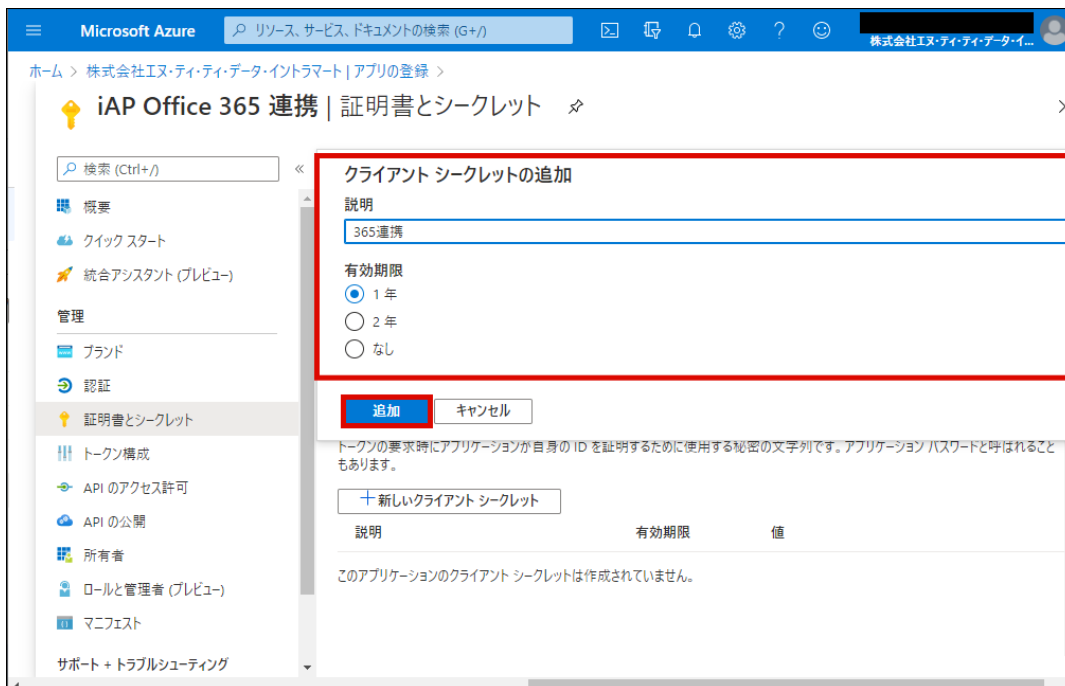 Microsoft Azure
リソース、サービス、ドキュメントの検索 (G+/)
株式会社エヌ・ティ・ティ・データ・イ...
ホーム > 株式会社エヌ・ティ・ティ・データ・イントラマート | アプリの登録 >
iAP Office 365 連携 | 証明書とシークレット
検索 (Ctrl+/)
概要
クイック スタート
統合アシスタント (プレビュー)
管理
ブランド
認証
証明書とシークレット
トークン構成
API のアクセス許可
API の公開
所有者
ロールと管理者 (プレビュー)
マニフェスト
サポート + トラブルシューティング
クライアント シークレットの追加
説明
365連携
有効期限
1 年
2 年
なし
追加
キャンセル
トークンの要求時にアプリケーションが自身の ID を証明するために使用する秘密の文字列です。アプリケーション パスワードと呼ばれること
もあります。
+新しいクライアント シークレット
説明 有効期限 値
このアプリケーションのクライアント シークレットは作成されていません。